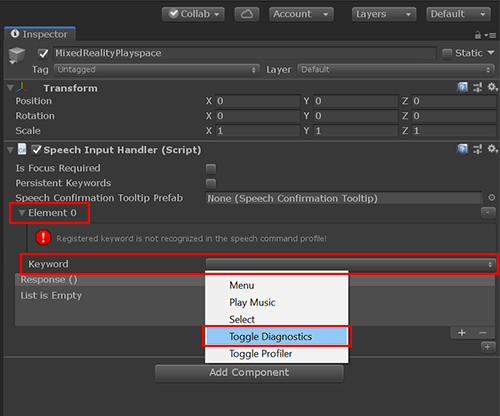 Collab Account Layers Default
Inspector
MixedRealityPlayspace Static
Tag Untagged Layer Default
Transform
Position X 0 Y 0 Z 0
Rotation X 0 Y 0 Z 0
Scale X 1 Y 1 Z 1
Speech Input Handler (Script)
Is Focus Required
Persistent Keywords
Speech Confirmation Tooltip Prefab None (Speech Confirmation Tooltip)
Element 0
Registered keyword is not recognized in the speech command profile!
Keyword
Response ()
List is Empty
Menu
Play Music
Select
Toggle Diagnostics
Toggle Profiler
Add Component